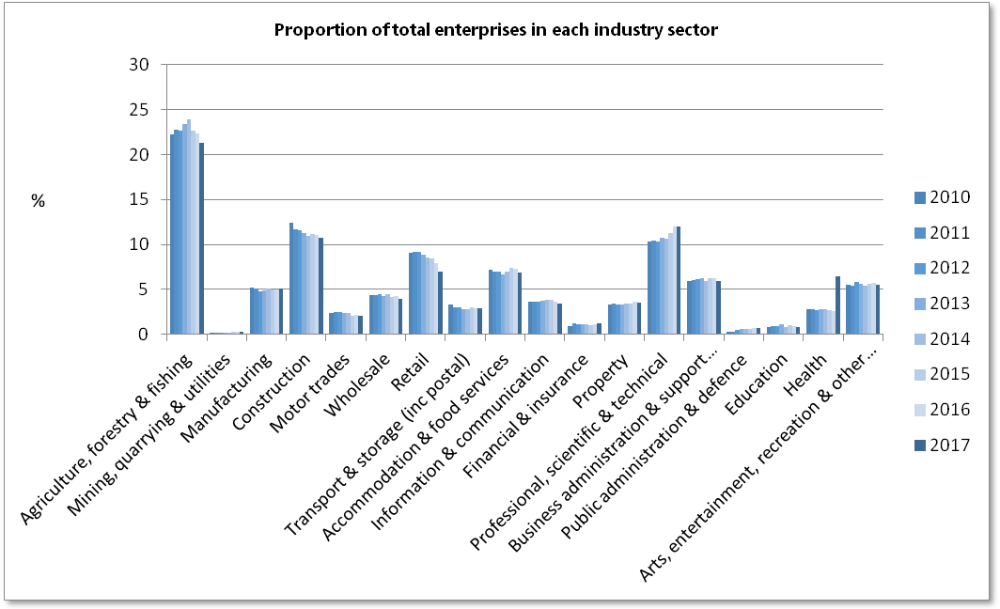 Proportion of total enterprises in each industry sector
%
30
25
20
15
10
5
0
Agriculture, forestry & fishing
Mining, quarrying & utilities
Manufacturing
Construction
Motor trades
Wholesale
Retail
Transport & storage (inc postal)
Accommodation & food services
Information & communication
Financial & insurance
Property
Professional, scientific & technical
Business administration & support...
Public administration & defence
Education
Health
Arts, entertainment, recreation & other...
2010
2011
2012
2013
2014
2015
2016
2017